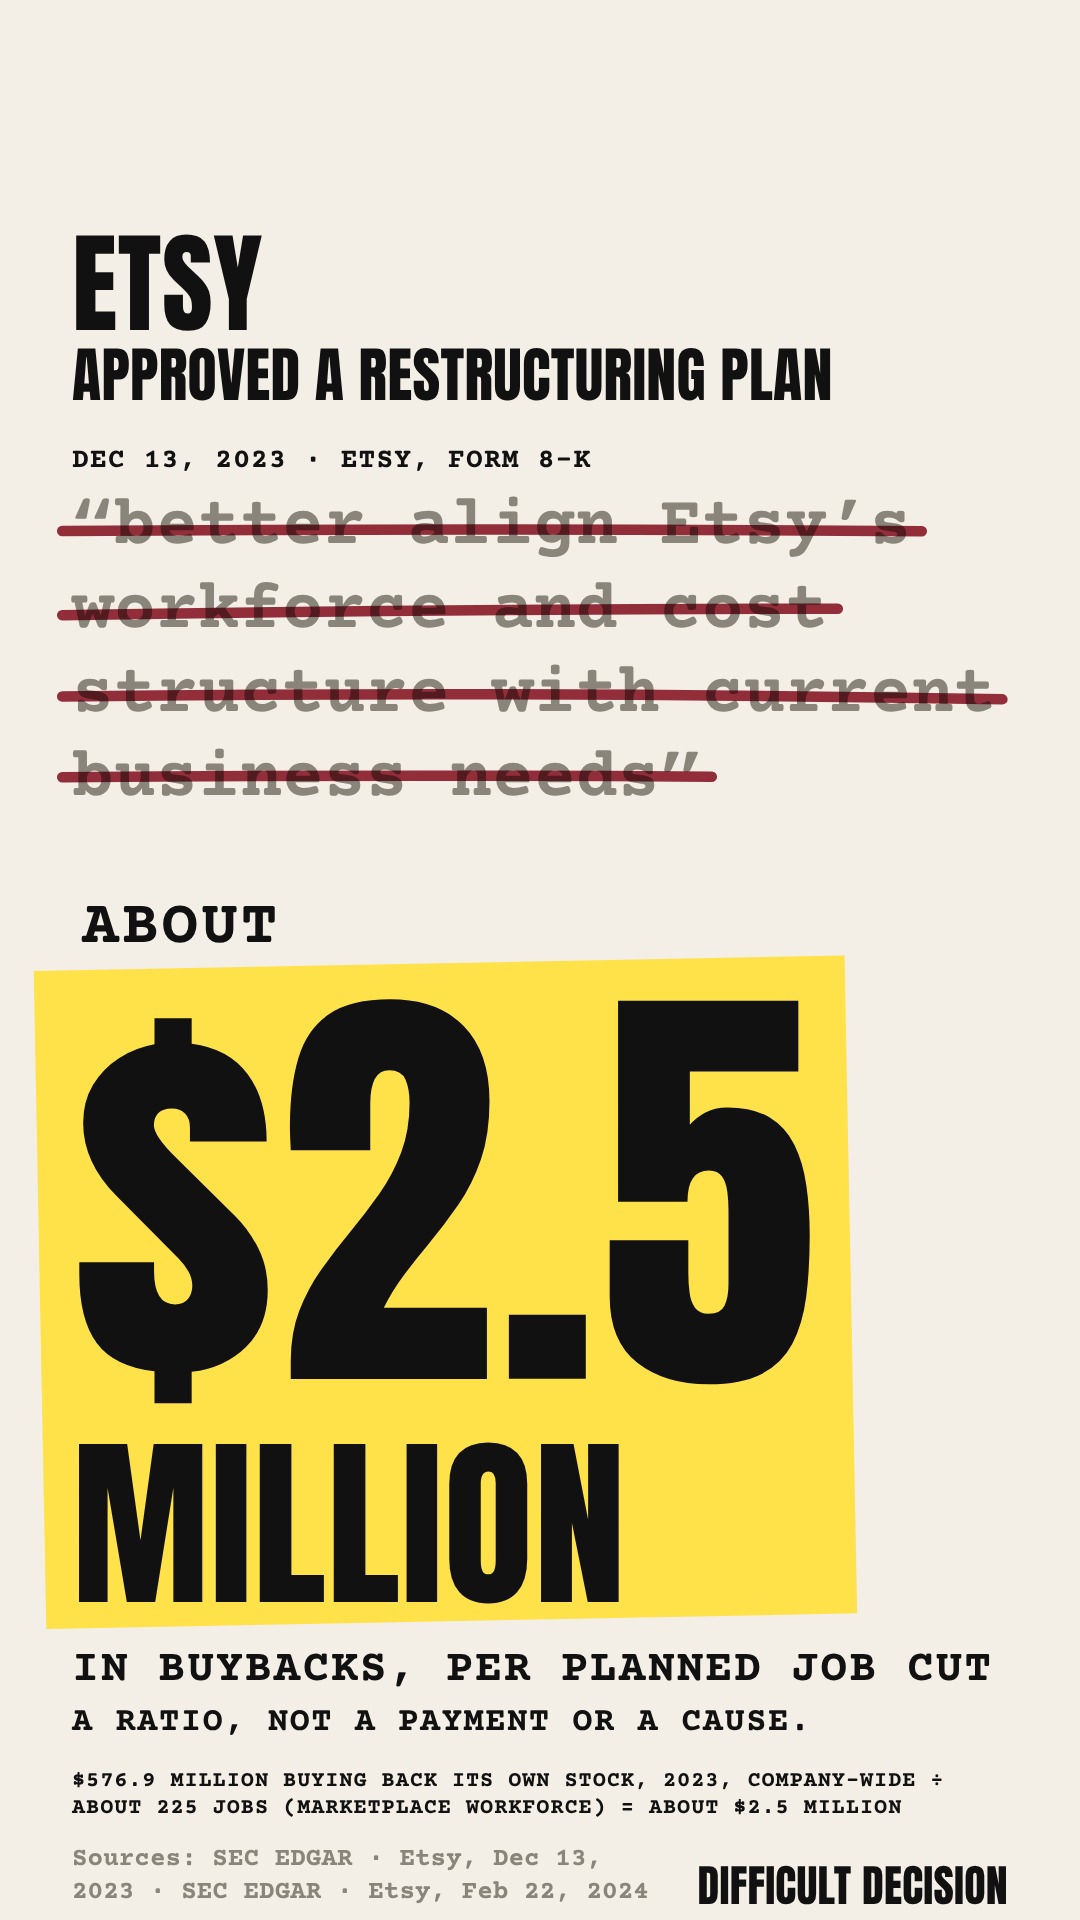 ETSY
APPROVED A RESTRUCTURING PLAN
DEC 13, 2023 · ETSY, FORM 8-K
“better align Etsy’s
workforce and cost
structure with current
business needs”
ABOUT
$2.5
MILLION
IN BUYBACKS, PER PLANNED JOB CUT
A RATIO, NOT A PAYMENT OR A CAUSE.
$576.9 MILLION BUYING BACK ITS OWN STOCK, 2023, COMPANY-WIDE ÷
ABOUT 225 JOBS (MARKETPLACE WORKFORCE) = ABOUT $2.5 MILLION
Sources: SEC EDGAR · Etsy, Dec 13,
2023 · SEC EDGAR · Etsy, Feb 22, 2024
DIFFICULT DECISION